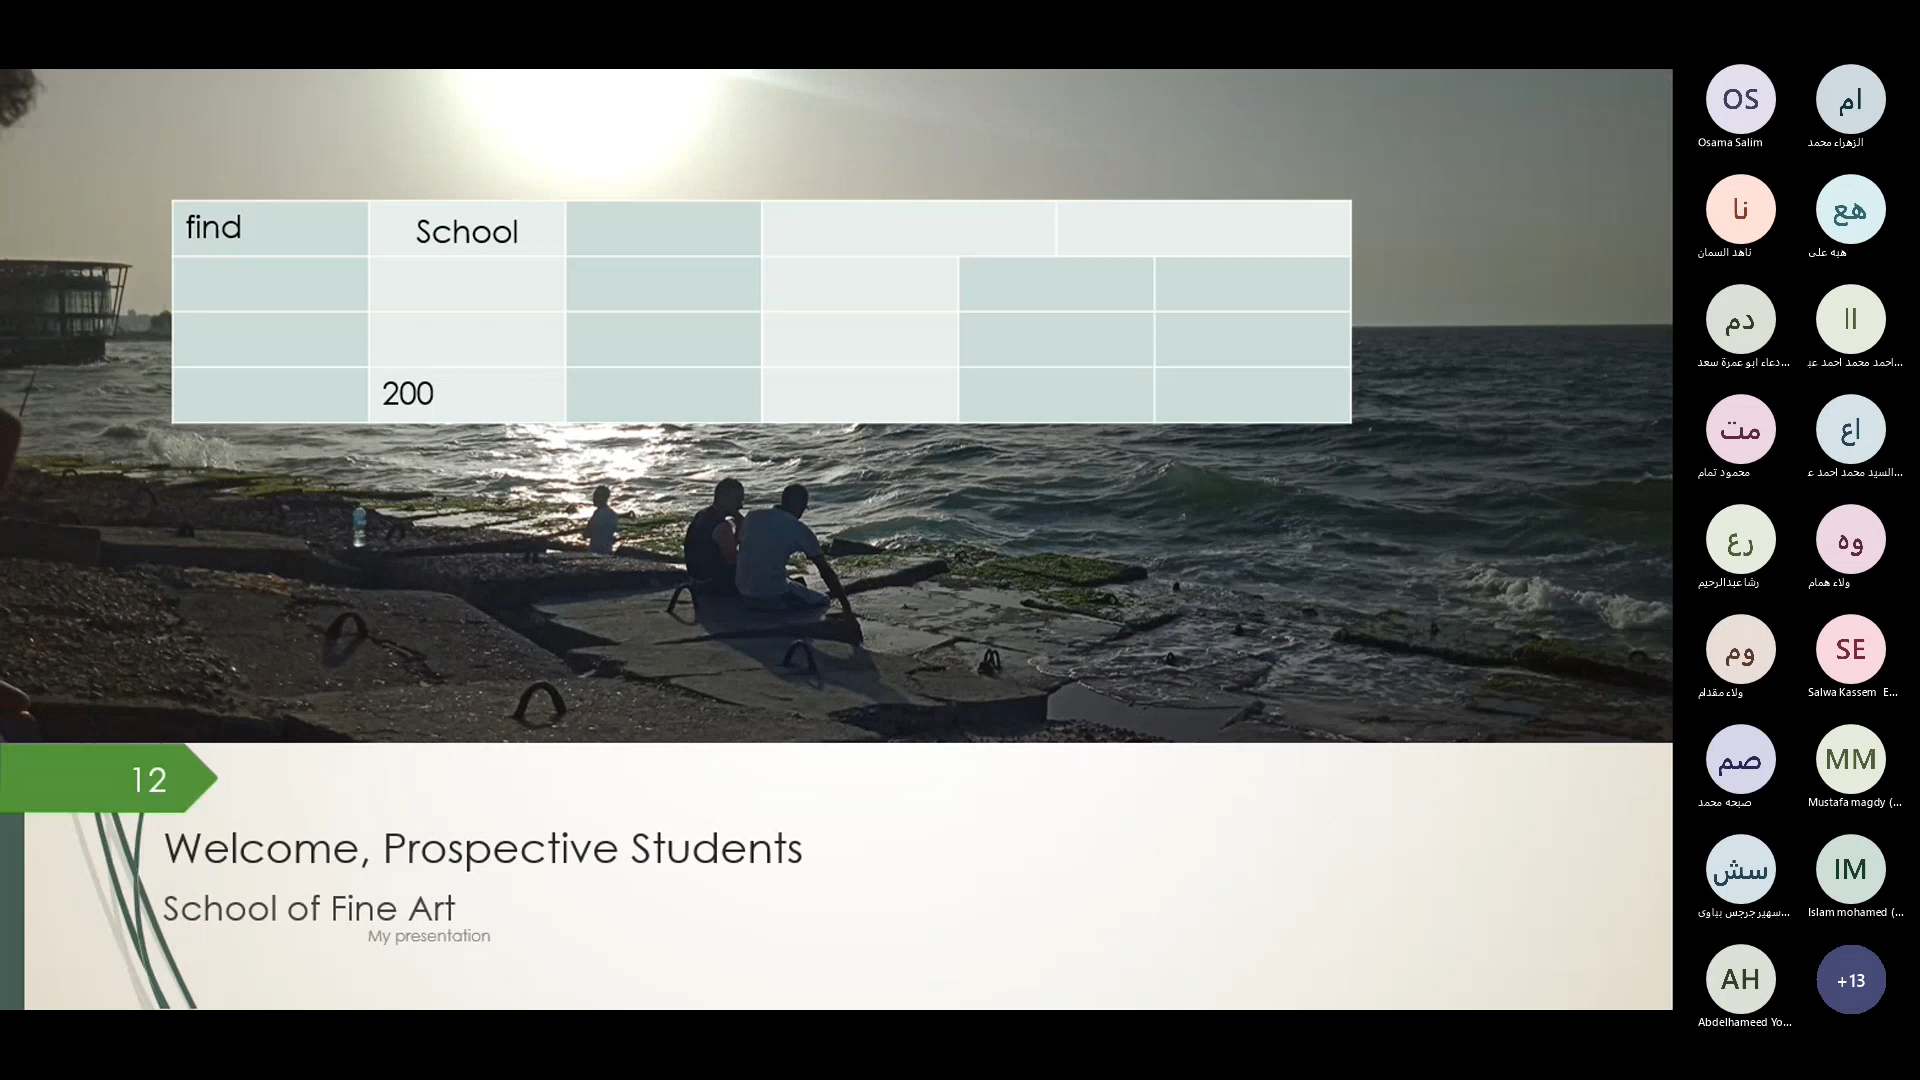 find
School
200
12
Welcome, Prospective Students
School of Fine Art
My presentation
OS
ام
Osama Salim
الزهراء محمد
نا
هع
ناهد السمان
هبه على
دم
اا
دعاء ابو عمرة سعد...
احمد محمد احمد عب...
مت
اع
محمود تمام
السيد محمد احمد ع...
رع
وه
رشا عبدالرحيم
ولاء همام
وم
SE
ولاء مقدام
Salwa Kassem E...
صم
MM
صبحه محمد
Mustafa magdy (...
سش
IM
سهير جرجس بباوى...
Islam mohamed (...
AH
+13
Abdelhameed Yo...